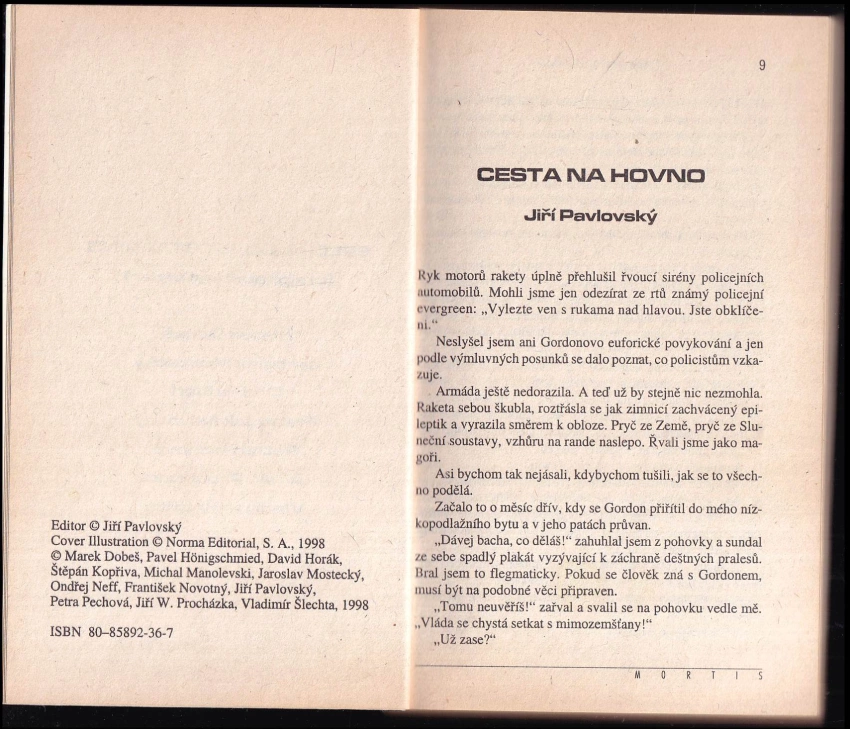 Editor © Jiří Pavlovský
Cover Illustration © Norma Editorial, S. A., 1998
© Marek Dobeš, Pavel Hönigschmied, David Horák,
Štěpán Kopřiva, Michal Manolevski, Jaroslav Mostecký,
Ondřej Neff, František Novotný, Jiří Pavlovský,
Petra Pechová, Jiří W. Procházka, Vladimír Šlechta, 1998
ISBN 80–85892-36-7
9
CESTA NA HOVNO
Jiří Pavlovský
Ryk motorů rakety úplně přehlušil řvoucí sirény policejních
automobilů. Mohli jsme jen odezírat ze rtů známý policejní
evergreen: „Vylezte ven s rukama nad hlavou. Jste obklíče-
ni.“
Neslyšel jsem ani Gordonovo euforické povykování a jen
podle výmluvných posunků se dalo poznat, co policistům vzka-
zuje.
Armáda ještě nedorazila. A teď už by stejně nic nezmohla.
Raketa sebou škubla, roztřásla se jak zimnicí zachvácený epi-
leptik a vyrazila směrem k obloze. Pryč ze Země, pryč ze Slu-
neční soustavy, vzhůru na rande naslepo. Řvali jsme jako ma-
goři.
Asi bychom tak nejásali, kdybychom tušili, jak se to všech-
no podělá.
Začalo to o měsíc dřív, kdy se Gordon přiřítil do mého níz-
kopodlažního bytu a v jeho patách průvan.
„Dávej bacha, co děláš!“ zahuhlal jsem z pohovky a sundal
ze sebe spadlý plakát vyzývající k záchraně deštných pralesů.
Bral jsem to flegmaticky. Pokud se člověk zná s Gordonem,
musí být na podobné věci připraven.
„Tomu neuvěříš!“ zařval a svalil se na pohovku vedle mě.
„Vláda se chystá setkat s mimozemšťany!“
„Už zase?“
MORTIS